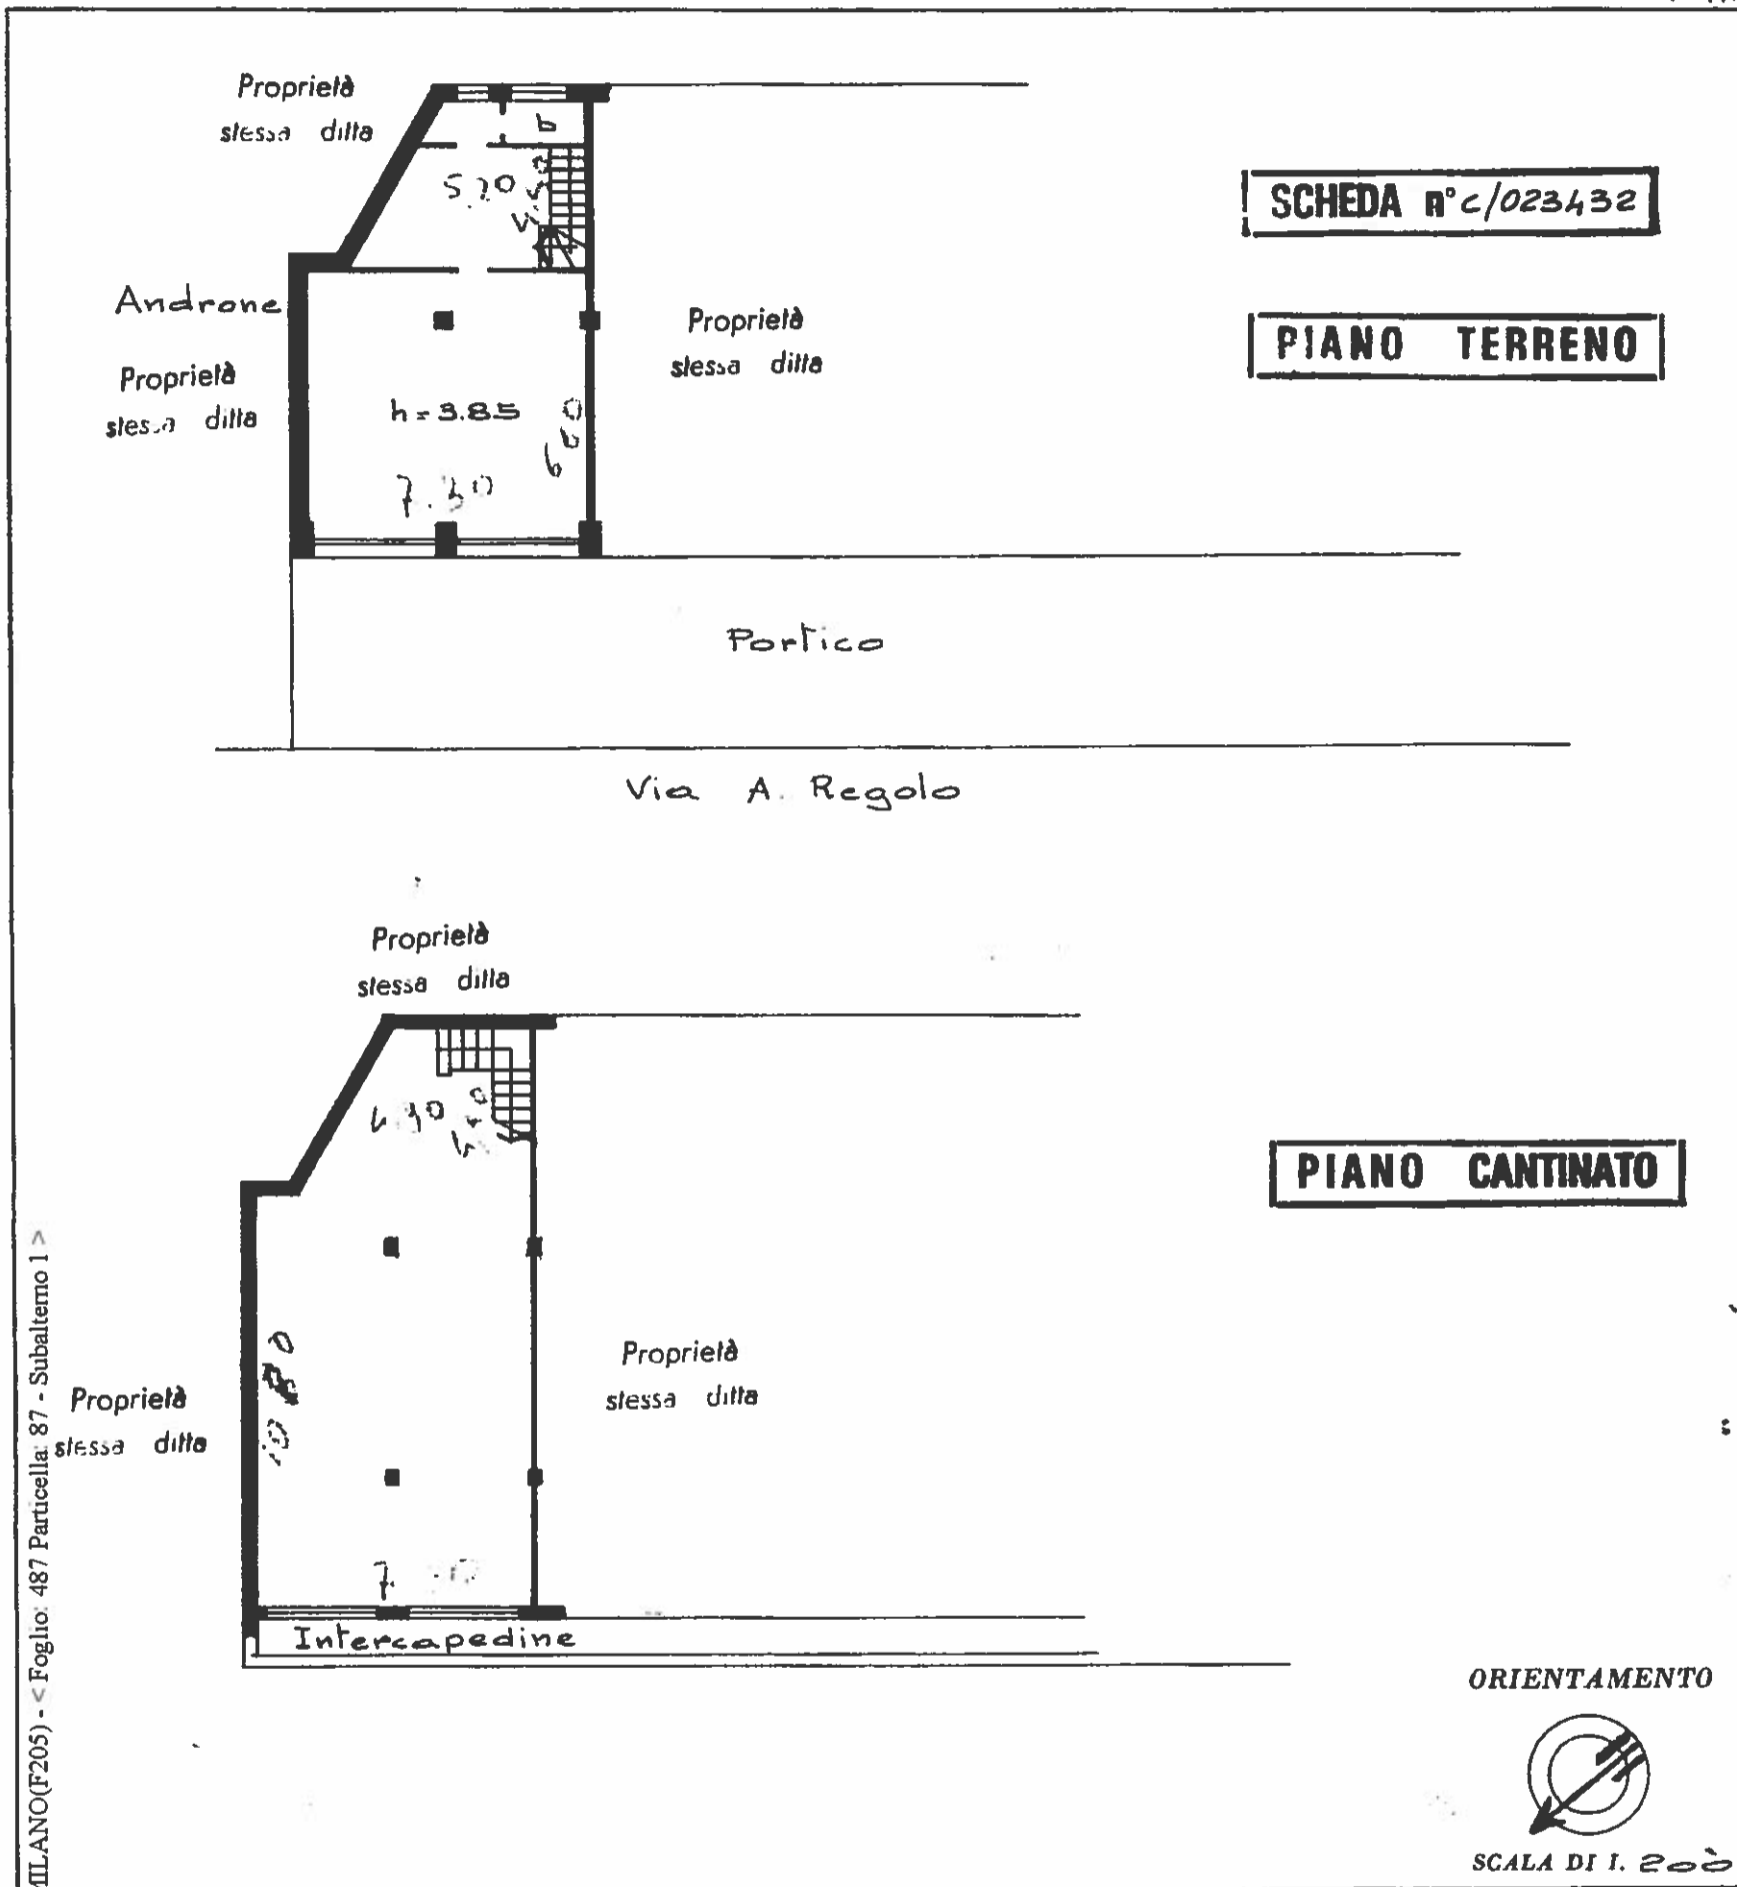 Proprietà
stessa ditta
SCHEDA n° C/023432
5.20
Androne
Proprietà
stessa ditta
PIANO TERRENO
Proprietà
stessa ditta
h = 3.85
7.30
Portico
Via A. Regolo
Proprietà
stessa ditta
PIANO CANTINATO
Proprietà
stessa ditta
Proprietà
stessa ditta
7.
Intercapedine
MILANO(F205) - < Foglio: 487 Particella: 87 - Subalterno 1 >
ORIENTAMENTO
SCALA DI 1. 200